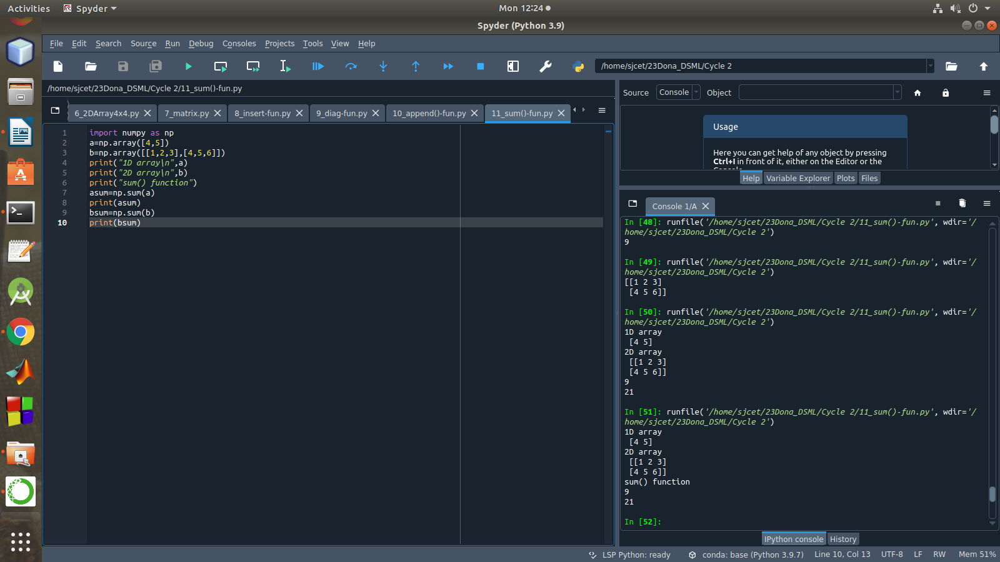 Activities Spyder Mon 12:24
Spyder (Python 3.9)
File Edit Search Source Run Debug Consoles Projects Tools View Help
/home/sjcet/23Dona_DSML/Cycle 2
/home/sjcet/23Dona_DSML/Cycle 2/11_sum()-fun.py
6_2DArray4x4.py 7_matrix.py 8_insert-fun.py 9_diag-fun.py 10_append()-fun.py 11_sum()-fun.py
1 import numpy as np
2 a=np.array([4,5])
3 b=np.array([[1,2,3],[4,5,6]])
4 print("1D array\n",a)
5 print("2D array\n",b)
6 print("sum() function")
7 asum=np.sum(a)
8 print(asum)
9 bsum=np.sum(b)
10 print(bsum)
Source Console Object
Usage
Here you can get help of any object by pressing
Ctrl+I in front of it, either on the Editor or the
Console
Help Variable Explorer Plots Files
Console 1/A
In [48]: runfile('/home/sjcet/23Dona_DSML/Cycle 2/11_sum()-fun.py', wdir='/
home/sjcet/23Dona_DSML/Cycle 2')
9
In [49]: runfile('/home/sjcet/23Dona_DSML/Cycle 2/11_sum()-fun.py', wdir='/
home/sjcet/23Dona_DSML/Cycle 2')
[[1 2 3]
[4 5 6]]
In [50]: runfile('/home/sjcet/23Dona_DSML/Cycle 2/11_sum()-fun.py', wdir='/
home/sjcet/23Dona_DSML/Cycle 2')
1D array
[4 5]
2D array
[[1 2 3]
[4 5 6]]
9
21
In [51]: runfile('/home/sjcet/23Dona_DSML/Cycle 2/11_sum()-fun.py', wdir='/
home/sjcet/23Dona_DSML/Cycle 2')
1D array
[4 5]
2D array
[[1 2 3]
[4 5 6]]
sum() function
9
21
In [52]:
IPython console History
LSP Python: ready conda: base (Python 3.9.7) Line 10, Col 13 UTF-8 LF RW Mem 51%